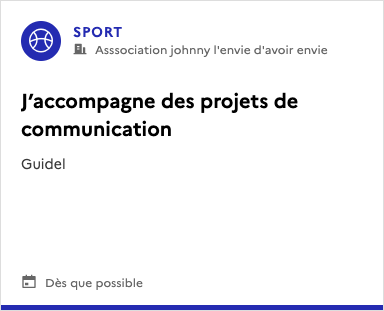 SPORT
Asssociation johnny l'envie d'avoir envie
J’accompagne des projets de
communication
Guidel
Dès que possible